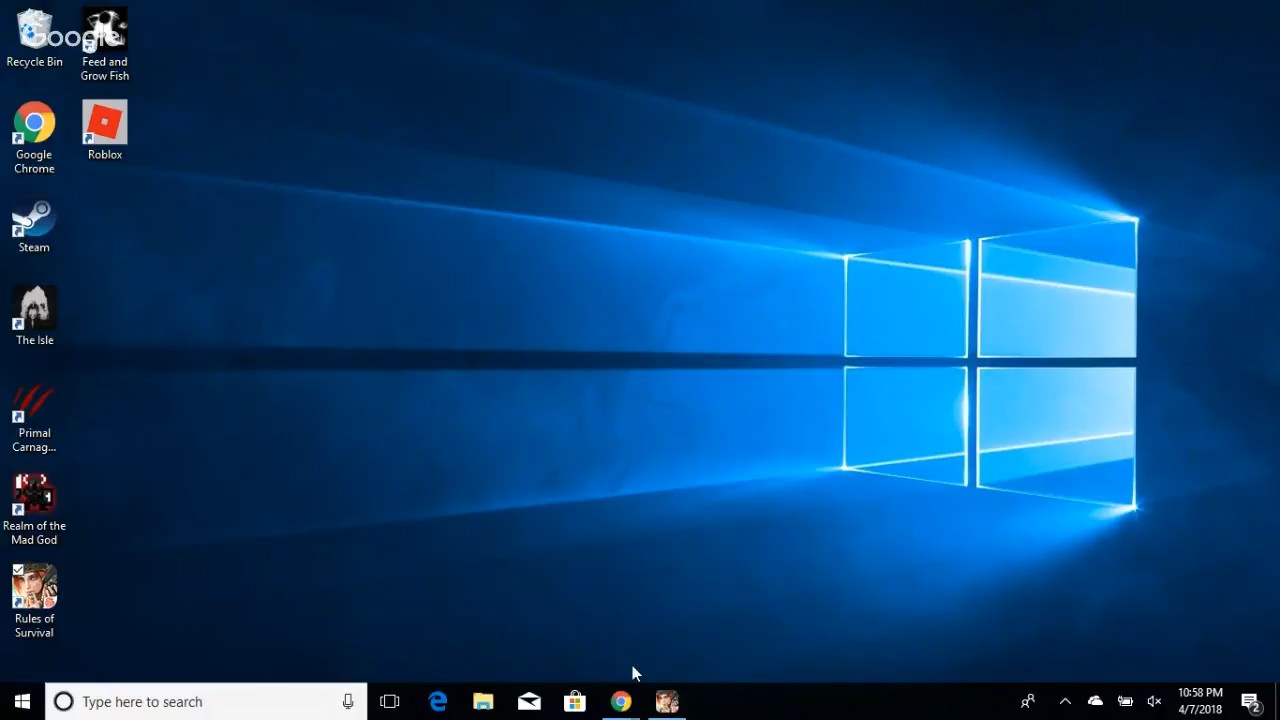 Google
Recycle Bin
Feed and
Grow Fish
Google
Chrome
Roblox
Steam
The Isle
Primal
Carnag...
Realm of the
Mad God
Rules of
Survival
Type here to search
10:58 PM
4/7/2018
2